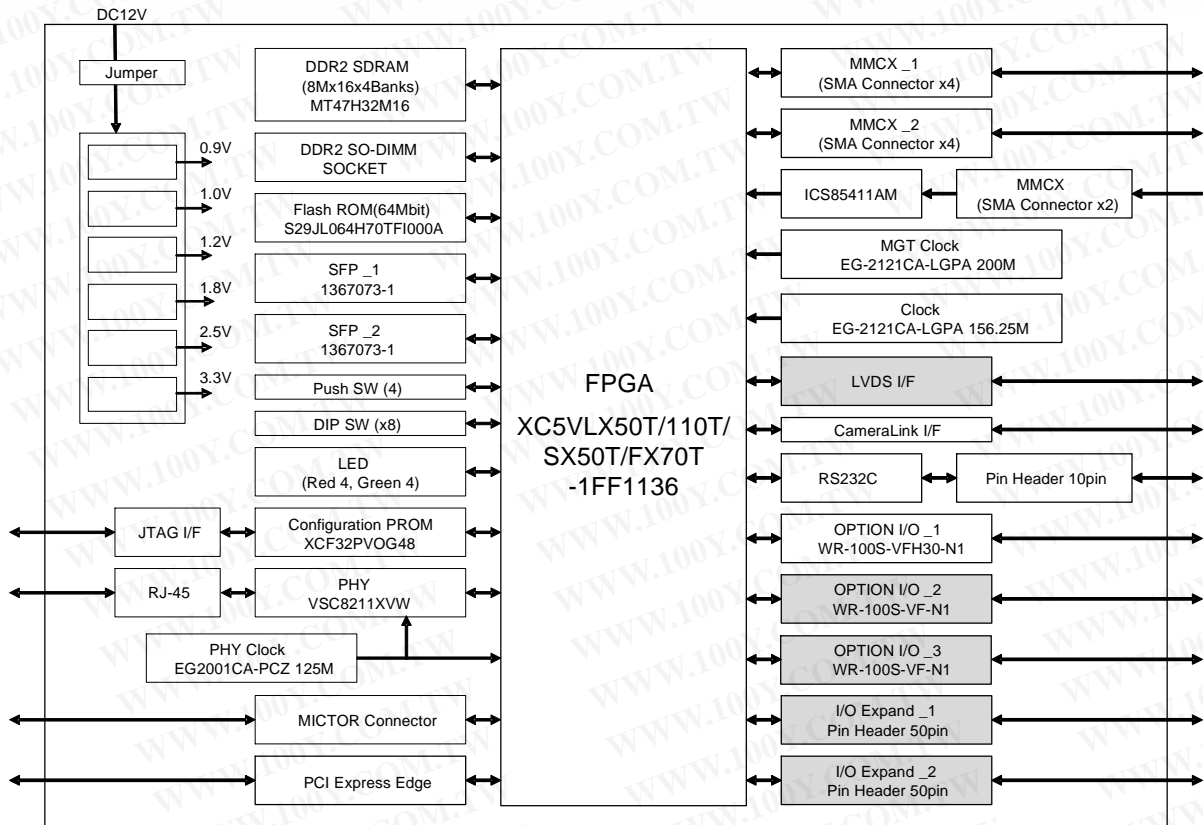 DC12V
Jumper
0.9V
1.0V
1.2V
1.8V
2.5V
3.3V
DDR2 SDRAM
(8Mx16x4Banks)
MT47H32M16
DDR2 SO-DIMM
SOCKET
Flash ROM(64Mbit)
S29JL064H70TFI000A
SFP _1
1367073-1
SFP _2
1367073-1
Push SW (4)
DIP SW (x8)
LED
(Red 4, Green 4)
JTAG I/F
Configuration PROM
XCF32PVOG48
RJ-45
PHY
VSC8211XVW
PHY Clock
EG2001CA-PCZ 125M
MICTOR Connector
PCI Express Edge
FPGA
XC5VLX50T/110T/
SX50T/FX70T
-1FF1136
MMCX _1
(SMA Connector x4)
MMCX _2
(SMA Connector x4)
ICS85411AM
MMCX
(SMA Connector x2)
MGT Clock
EG-2121CA-LGPA 200M
Clock
EG-2121CA-LGPA 156.25M
LVDS I/F
CameraLink I/F
RS232C
Pin Header 10pin
OPTION I/O _1
WR-100S-VFH30-N1
OPTION I/O _2
WR-100S-VF-N1
OPTION I/O _3
WR-100S-VF-N1
I/O Expand _1
Pin Header 50pin
I/O Expand _2
Pin Header 50pin
WWW.100Y.COM.TW